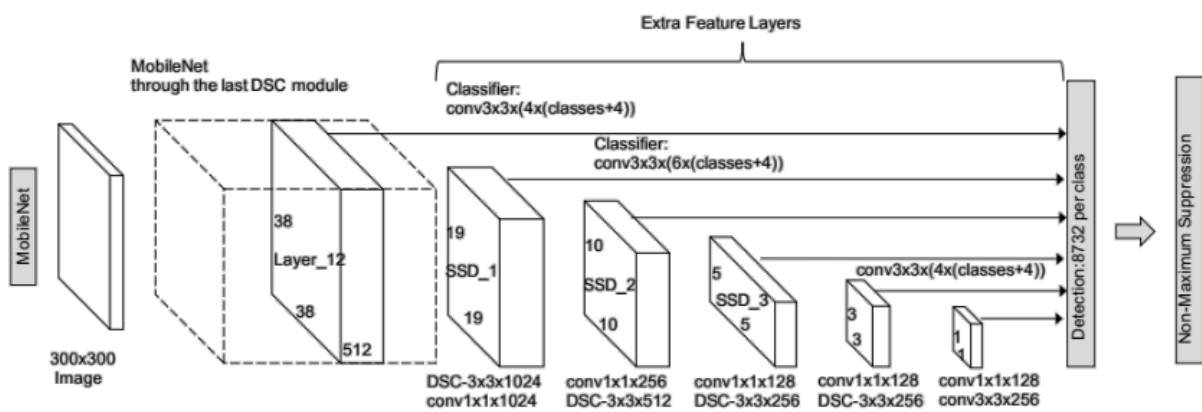 Extra Feature Layers
MobileNet
through the last DSC module
Classifier:
conv3x3x(4x(classes+4))
Classifier:
conv3x3x(6x(classes+4))
MobileNet
38
Layer_12
38
512
19
SSD_1
19
10
SSD_2
10
5
SSD_3
5
conv3x3x(4x(classes+4))
3
3
1
1
Detection:8732 per class
Non-Maximum Suppression
300x300
Image
DSC-3x3x1024
conv1x1x1024
conv1x1x256
DSC-3x3x512
conv1x1x128
DSC-3x3x256
conv1x1x128
DSC-3x3x256
conv1x1x128
conv3x3x256